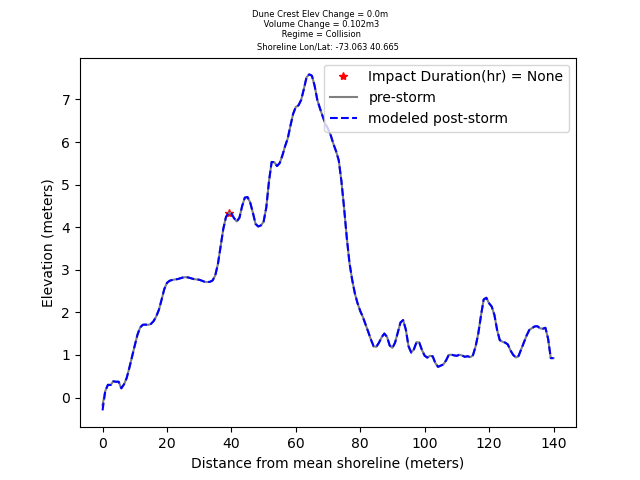 Dune Crest Elev Change = 0.0m
Volume Change = 0.102m3
Regime = Collision
Shoreline Lon/Lat: -73.063 40.665
Impact Duration(hr) = None
pre-storm
modeled post-storm
Elevation (meters)
7
6
5
4
3
2
1
0
0 20 40 60 80 100 120 140
Distance from mean shoreline (meters)